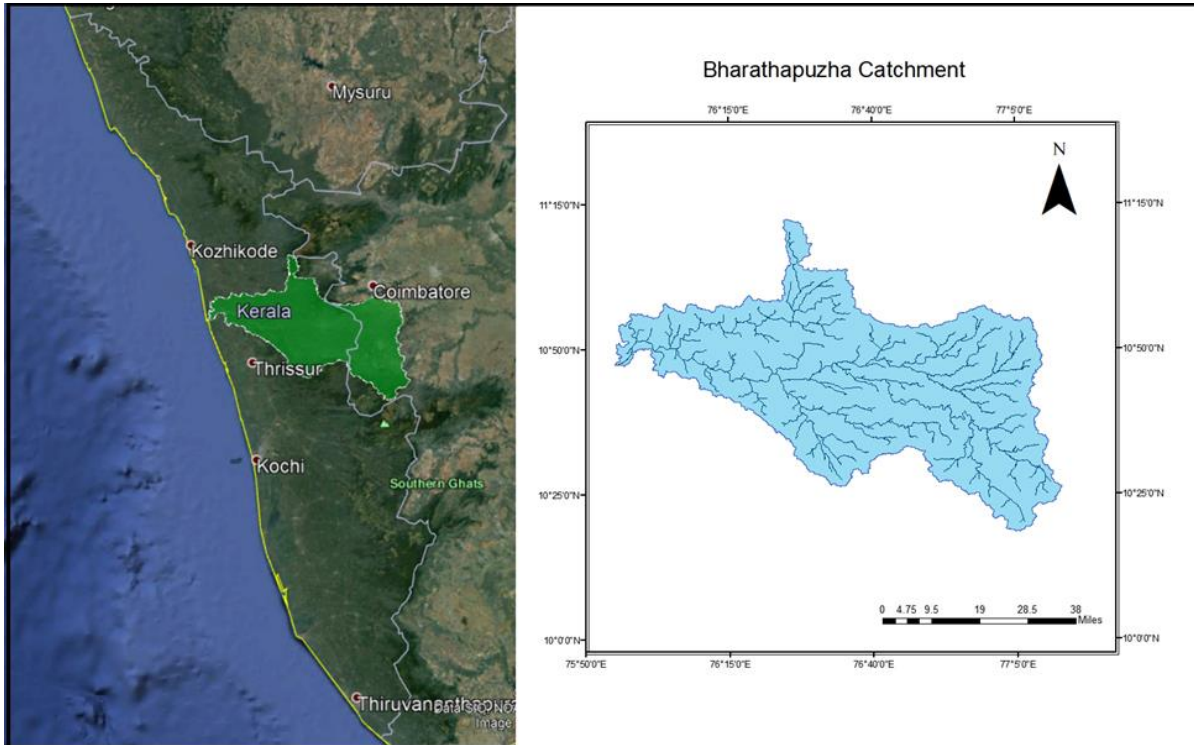 Mysuru
Kozhikode
Coimbatore
Kerala
Thrissur
Kochi
Southern Ghats
Thiruvananthapura
Image
Bharathapuzha Catchment
76°15'0"E 76°40'0"E 77°5'0"E
N
11°15'0"N 11°15'0"N
10°50'0"N 10°50'0"N
10°25'0"N 10°25'0"N
0 4.75 9.5 19 28.5 38
Miles
10°0'0"N 10°0'0"N
75°50'0"E 76°15'0"E 76°40'0"E 77°5'0"E